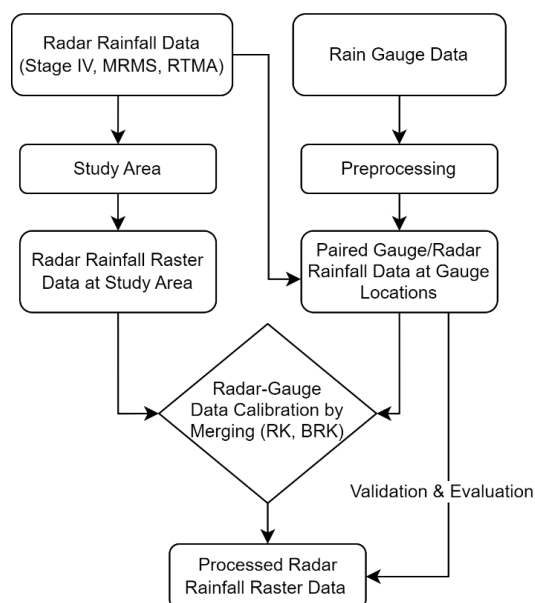 Radar Rainfall Data
(Stage IV, MRMS, RTMA)
Rain Gauge Data
Study Area
Preprocessing
Radar Rainfall Raster
Data at Study Area
Paired Gauge/Radar
Rainfall Data at Gauge
Locations
Radar-Gauge
Data Calibration by
Merging (RK, BRK)
Validation & Evaluation
Processed Radar
Rainfall Raster Data